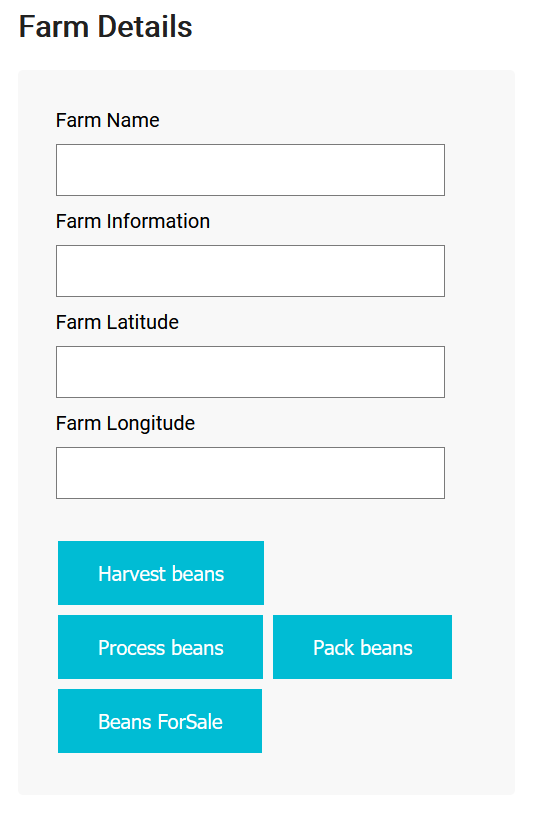 Farm Details
Farm Name
Farm Information
Farm Latitude
Farm Longitude
Harvest beans
Process beans
Pack beans
Beans ForSale